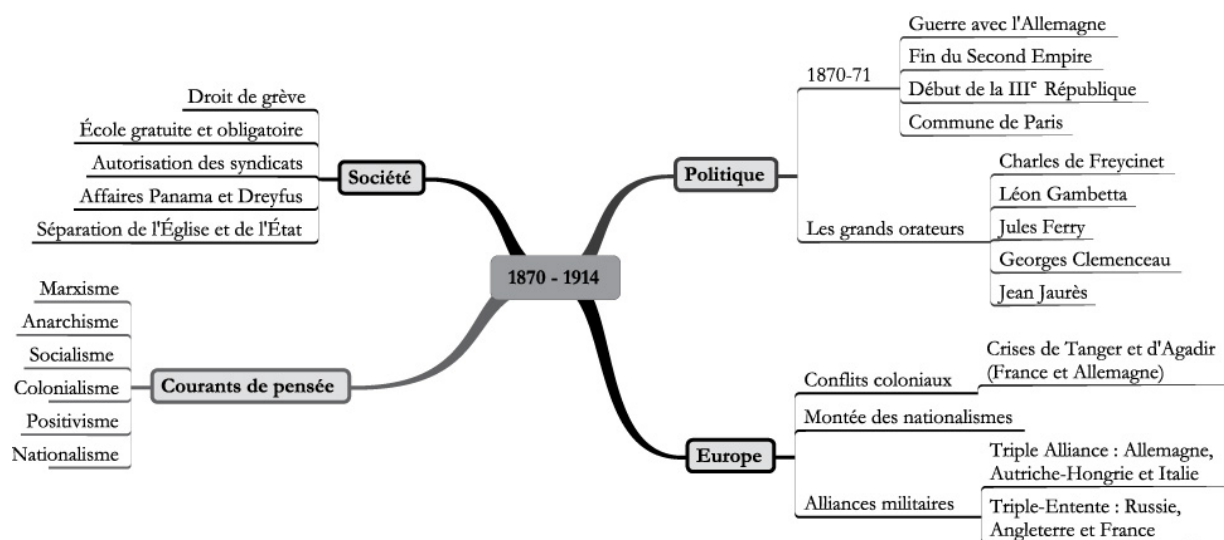 1870 - 1914
Société
Droit de grève
École gratuite et obligatoire
Autorisation des syndicats
Affaires Panama et Dreyfus
Séparation de l'Église et de l'État
Courants de pensée
Marxisme
Anarchisme
Socialisme
Colonialisme
Positivisme
Nationalisme
Politique
1870-71
Guerre avec l'Allemagne
Fin du Second Empire
Début de la IIIᵉ République
Commune de Paris
Les grands orateurs
Charles de Freycinet
Léon Gambetta
Jules Ferry
Georges Clemenceau
Jean Jaurès
Europe
Conflits coloniaux
Crises de Tanger et d'Agadir
(France et Allemagne)
Montée des nationalismes
Alliances militaires
Triple Alliance : Allemagne,
Autriche-Hongrie et Italie
Triple-Entente : Russie,
Angleterre et France